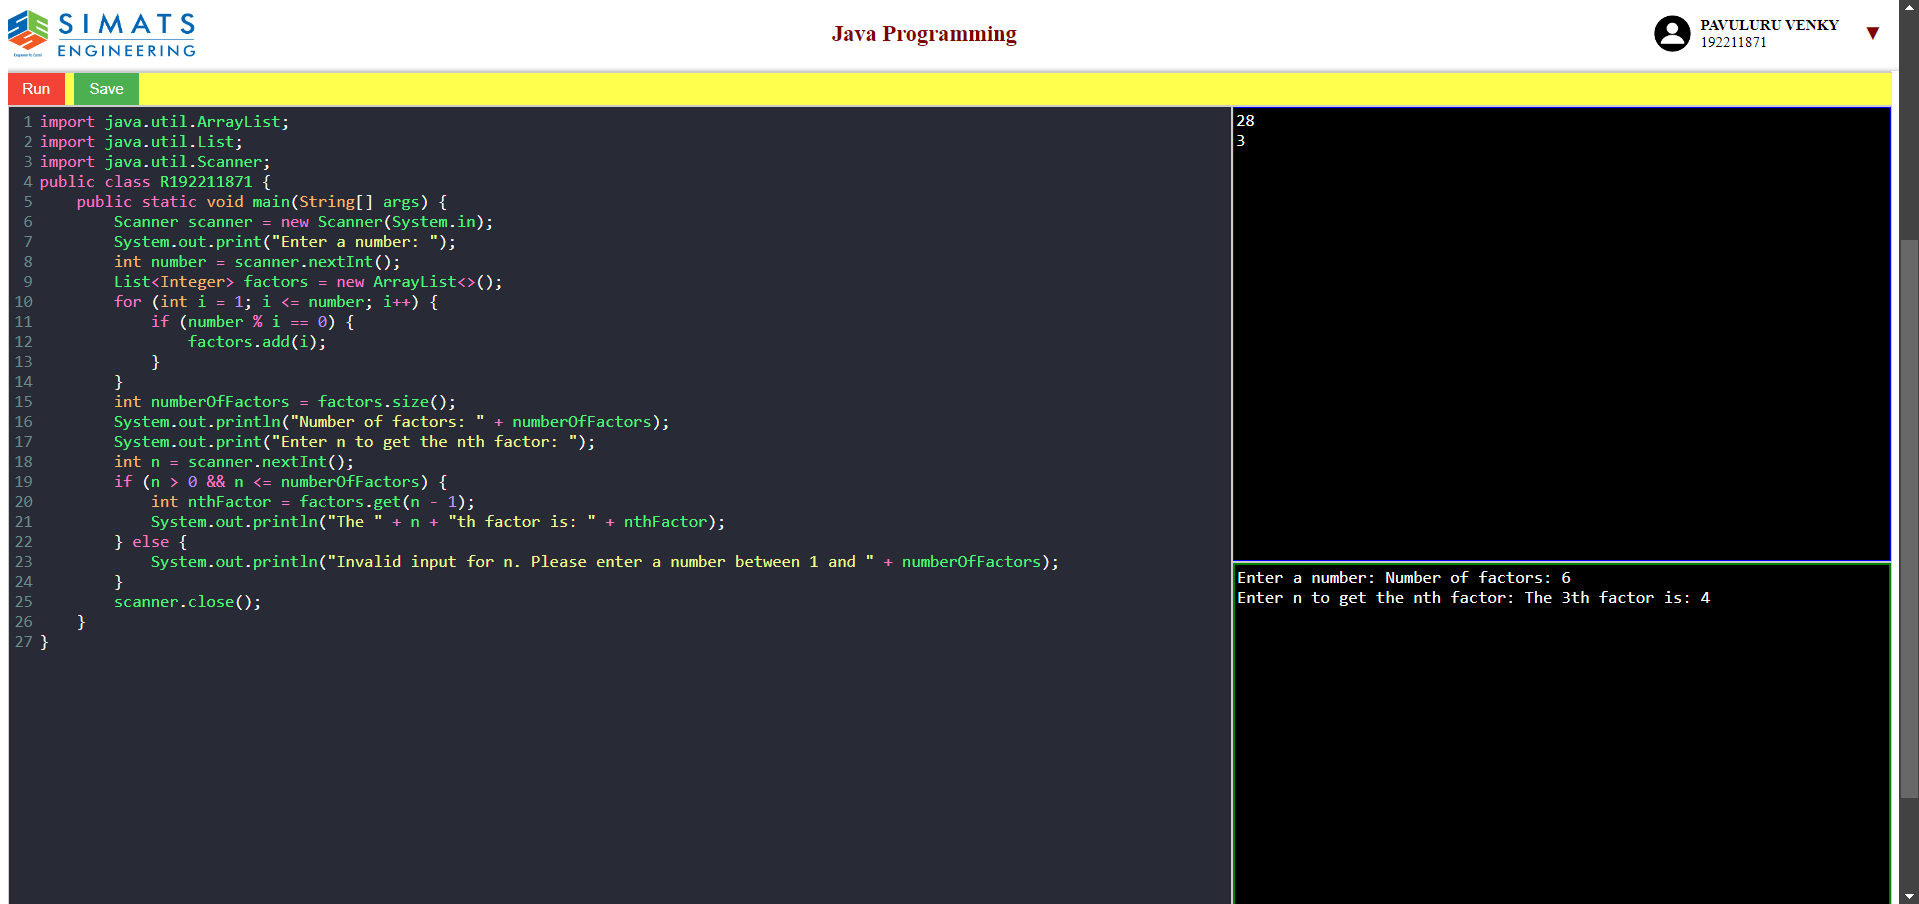 SIMATS
ENGINEERING
Engineer to Excel
Java Programming
PAVULURU VENKY
192211871
▼
Run
Save
1 import java.util.ArrayList;
2 import java.util.List;
3 import java.util.Scanner;
4 public class R192211871 {
5     public static void main(String[] args) {
6         Scanner scanner = new Scanner(System.in);
7         System.out.print("Enter a number: ");
8         int number = scanner.nextInt();
9         List<Integer> factors = new ArrayList<>();
10         for (int i = 1; i <= number; i++) {
11             if (number % i == 0) {
12                 factors.add(i);
13             }
14         }
15         int numberOfFactors = factors.size();
16         System.out.println("Number of factors: " + numberOfFactors);
17         System.out.print("Enter n to get the nth factor: ");
18         int n = scanner.nextInt();
19         if (n > 0 && n <= numberOfFactors) {
20             int nthFactor = factors.get(n - 1);
21             System.out.println("The " + n + "th factor is: " + nthFactor);
22         } else {
23             System.out.println("Invalid input for n. Please enter a number between 1 and " + numberOfFactors);
24         }
25         scanner.close();
26     }
27 }
28
3
Enter a number: Number of factors: 6
Enter n to get the nth factor: The 3th factor is: 4